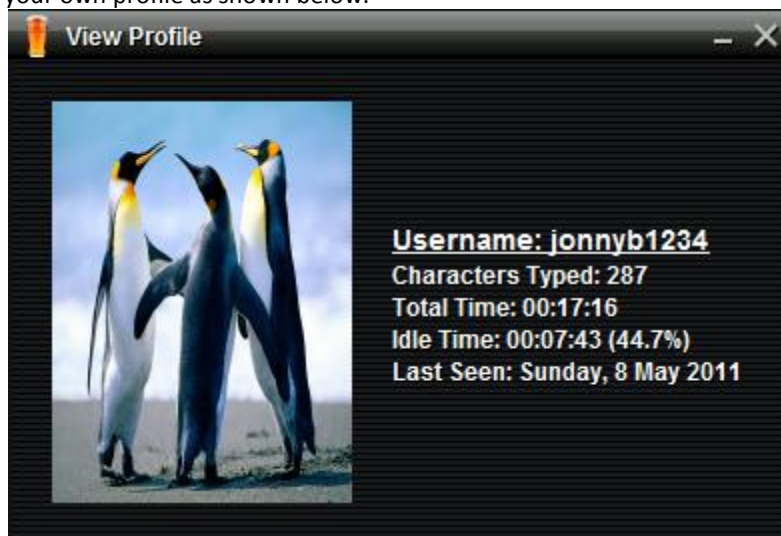 your own profile as shown below.
View Profile
Username: jonnyb1234
Characters Typed: 287
Total Time: 00:17:16
Idle Time: 00:07:43 (44.7%)
Last Seen: Sunday, 8 May 2011